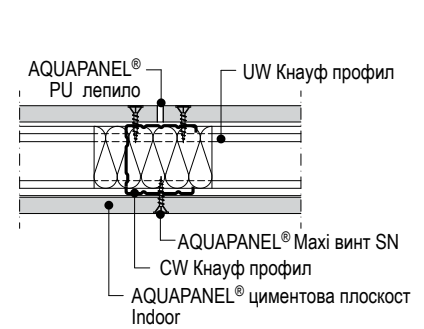 AQUAPANEL®
PU лепило
UW Кнауф профил
AQUAPANEL® Maxi винт SN
CW Кнауф профил
AQUAPANEL® циментова плоскост
Indoor